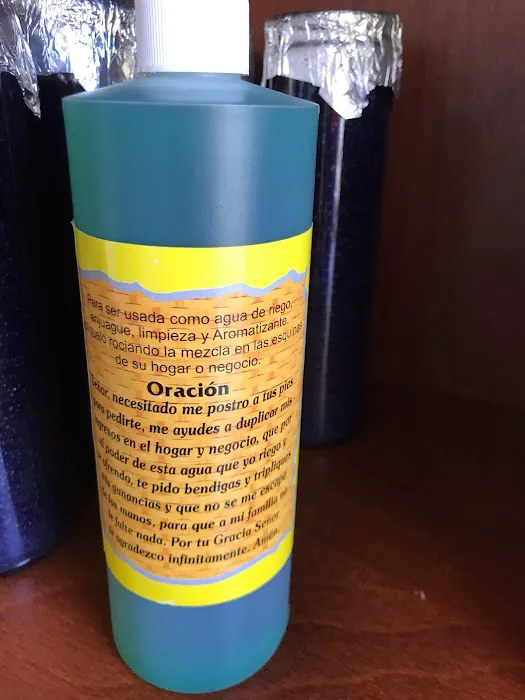 Para ser usada como agua de riego,
enjuague, limpieza y Aromatizante.
rociando la mezcla en las esquinas
de su hogar o negocio.
Oración
Señor, necesitado me postro a tus pies
para pedirte, me ayudes a duplicar mis
ingresos en el hogar y negocio, que por
el poder de esta agua que yo riego y
te ofrendo, te pido bendigas y tripliques
mis ganancias y que no se me escape
de las manos, para que a mi familia no
le falte nada. Por tu Gracia Señor
te agradezco infinitamente. Amén.